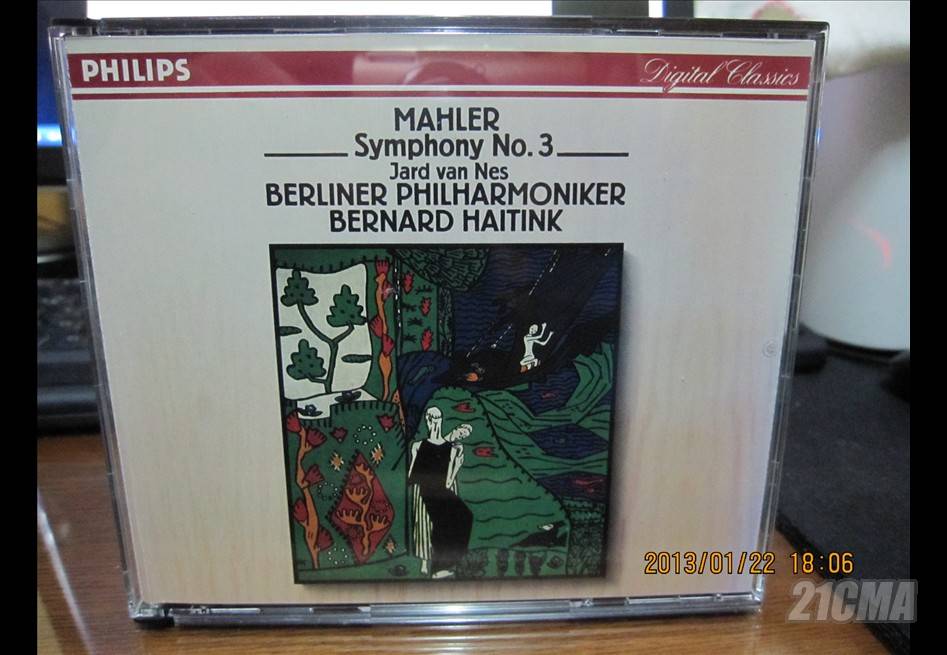 PHILIPS
Digital Classics
MAHLER
Symphony No. 3
Jard van Nes
BERLINER PHILHARMONIKER
BERNARD HAITINK
2013/01/22 18:06
21CMA